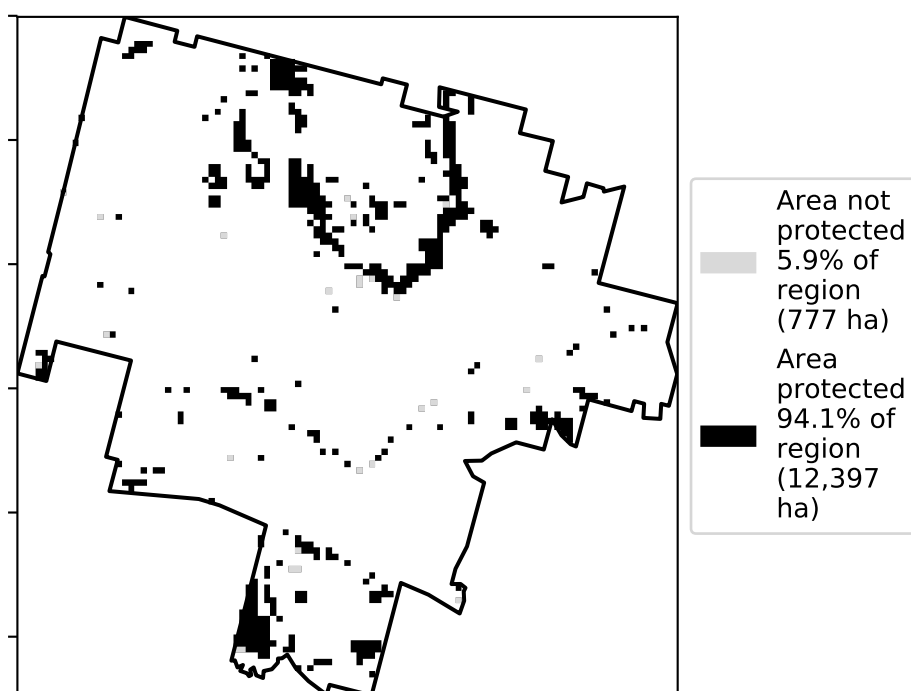 Area not
protected
5.9% of
region
(777 ha)
Area
protected
94.1% of
region
(12,397
ha)